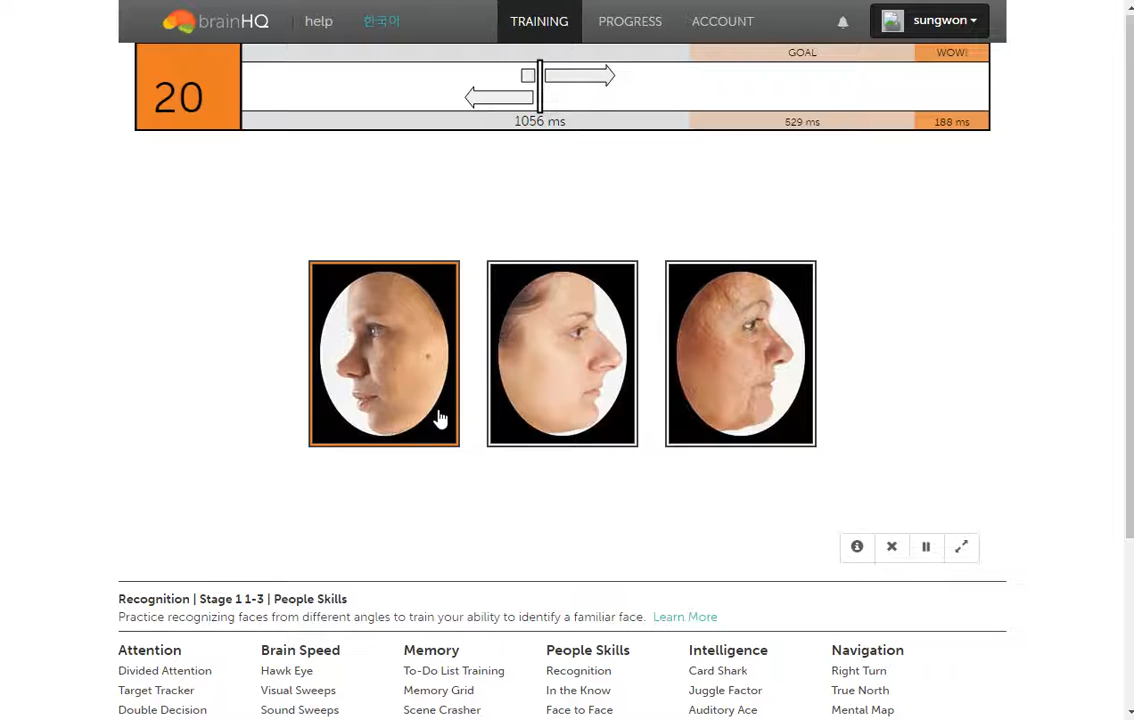 brainHQ help 한국어 TRAINING PROGRESS ACCOUNT sungwon
GOAL WOW!
20
1056 ms 529 ms 188 ms
Recognition | Stage 1 1-3 | People Skills
Practice recognizing faces from different angles to train your ability to identify a familiar face. Learn More
Attention Brain Speed Memory People Skills Intelligence Navigation
Divided Attention Hawk Eye To-Do List Training Recognition Card Shark Right Turn
Target Tracker Visual Sweeps Memory Grid In the Know Juggle Factor True North
Double Decision Sound Sweeps Scene Crasher Face to Face Auditory Ace Mental Map